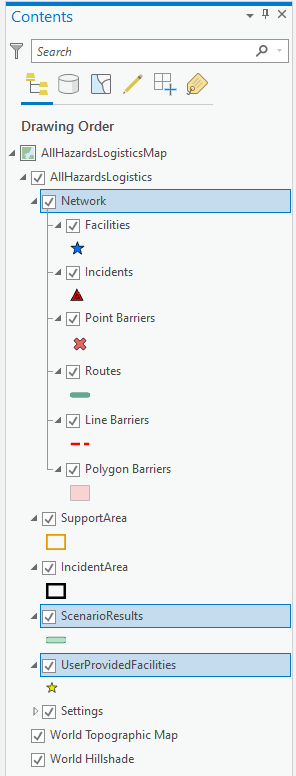 Contents
Search
Drawing Order
AllHazardsLogisticsMap
AllHazardsLogistics
Network
Facilities
Incidents
Point Barriers
Routes
Line Barriers
Polygon Barriers
SupportArea
IncidentArea
ScenarioResults
UserProvidedFacilities
Settings
World Topographic Map
World Hillshade